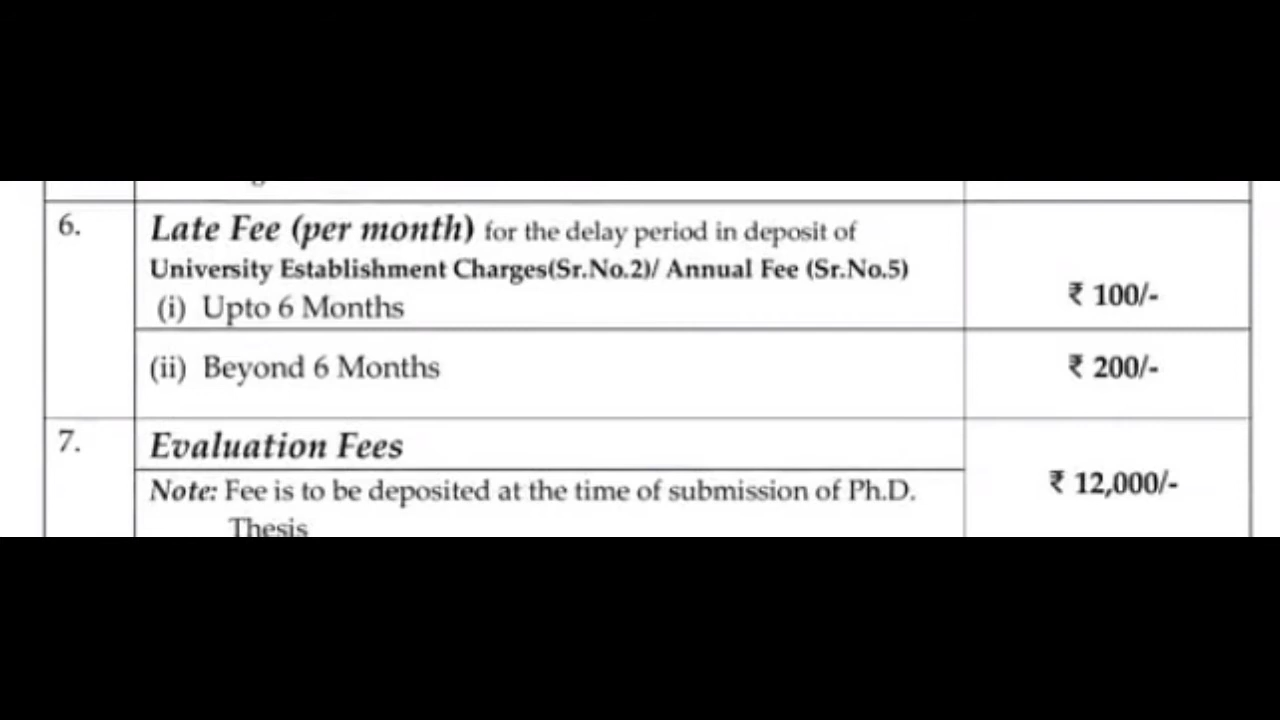 6.
Late Fee (per month) for the delay period in deposit of
University Establishment Charges(Sr.No.2)/ Annual Fee (Sr.No.5)
(i) Upto 6 Months
₹ 100/-
(ii) Beyond 6 Months
₹ 200/-
7.
Evaluation Fees
₹ 12,000/-
Note: Fee is to be deposited at the time of submission of Ph.D.
Thesis